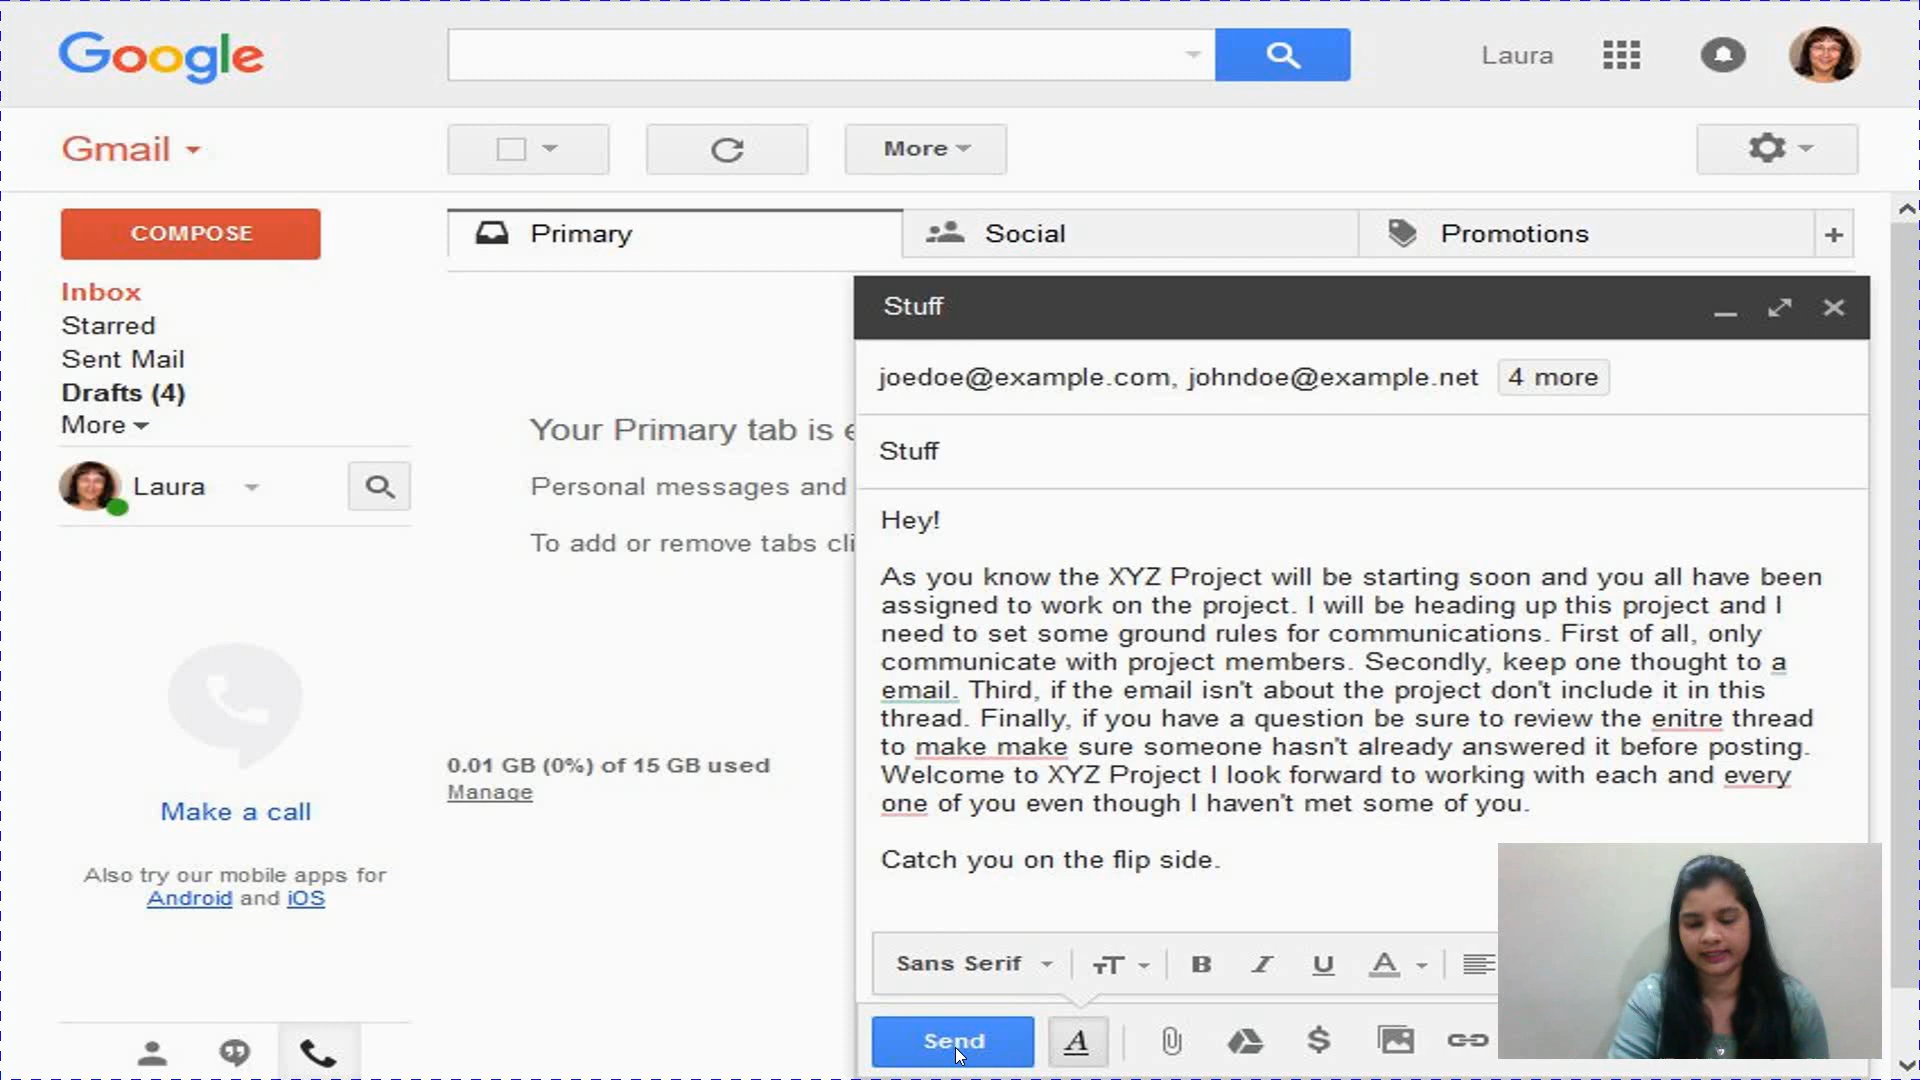 Google
Laura
Gmail
More
COMPOSE
Primary
Social
Promotions
+
Inbox
Starred
Sent Mail
Drafts (4)
More
Laura
Your Primary tab is
Personal messages and
To add or remove tabs
0.01 GB (0%) of 15 GB used
Manage
Make a call
Also try our mobile apps for
Android and iOS
Stuff
joedoe@example.com, johndoe@example.net 4 more
Stuff
Hey!
As you know the XYZ Project will be starting soon and you all have been
assigned to work on the project. I will be heading up this project and I
need to set some ground rules for communications. First of all, only
communicate with project members. Secondly, keep one thought to a
email. Third, if the email isn't about the project don't include it in this
thread. Finally, if you have a question be sure to review the enitre thread
to make make sure someone hasn't already answered it before posting.
Welcome to XYZ Project I look forward to working with each and every
one of you even though I haven't met some of you.
Catch you on the flip side.
Sans Serif TT B I U A
Send A $